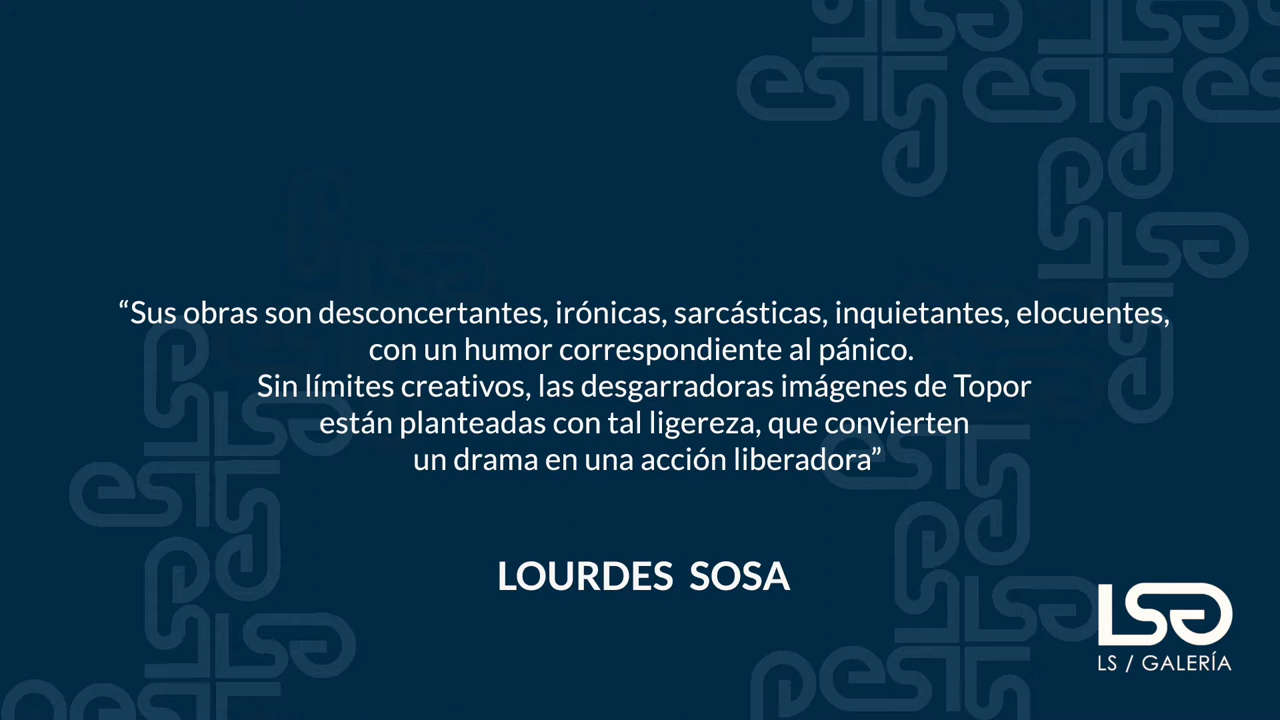 “Sus obras son desconcertantes, irónicas, sarcásticas, inquietantes, elocuentes,
con un humor correspondiente al pánico.
Sin límites creativos, las desgarradoras imágenes de Topor
están planteadas con tal ligereza, que convierten
un drama en una acción liberadora”
LOURDES SOSA
LSG
LS / GALERÍA